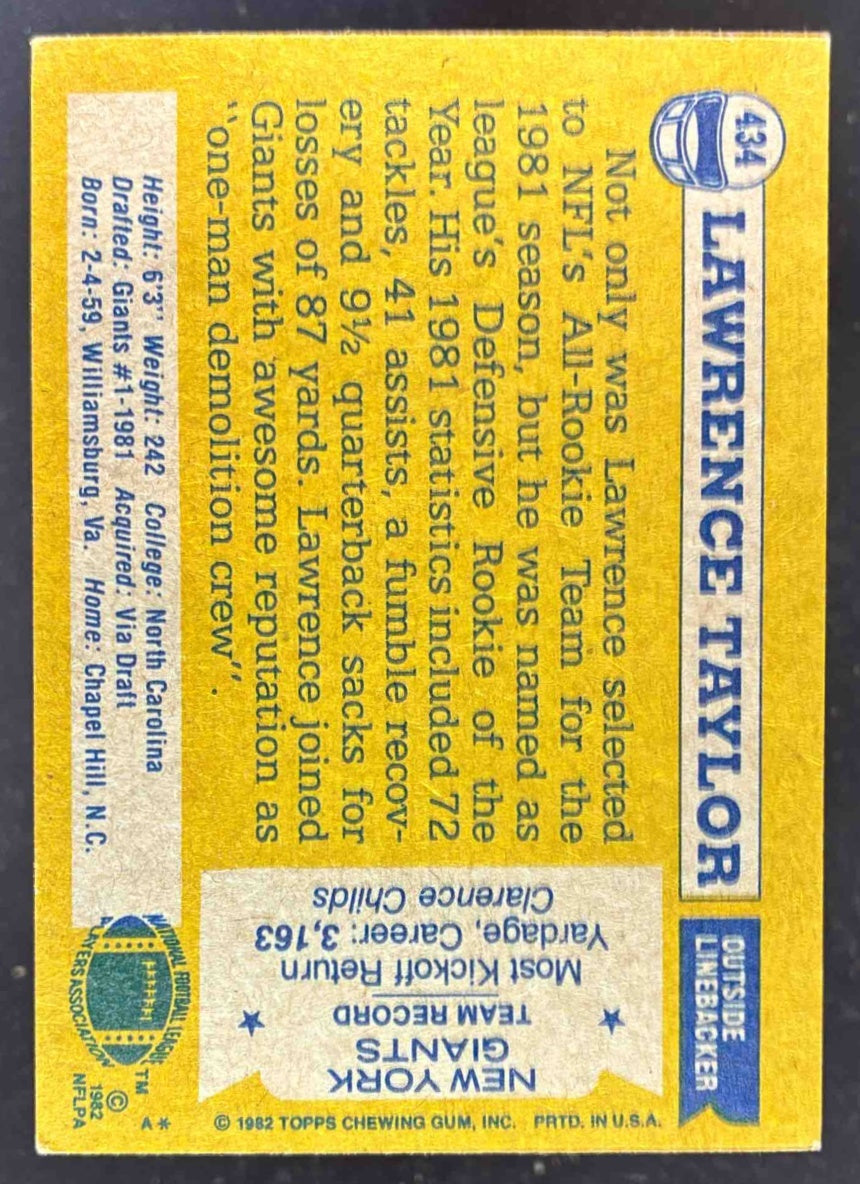 434
LAWRENCE TAYLOR
OUTSIDE
LINEBACKER
Not only was Lawrence selected
to NFL's All-Rookie Team for the
1981 season, but he was named as
league's Defensive Rookie of the
Year. His 1981 statistics included 72
tackles, 41 assists, a fumble recov-
ery and 9½ quarterback sacks for
losses of 87 yards. Lawrence joined
Giants with awesome reputation as
"one-man demolition crew".
NEW YORK
GIANTS
TEAM RECORD
Most Kickoff Return
Yardage, Career: 3,163
Clarence Childs
Height: 6'3" Weight: 242 College: North Carolina
Drafted: Giants #1-1981 Acquired: Via Draft
Born: 2-4-59, Williamsburg, Va. Home: Chapel Hill, N.C.
NATIONAL FOOTBALL LEAGUE
PLAYERS ASSOCIATION
TM
©
1982
NFLPA
A*
© 1982 TOPPS CHEWING GUM, INC. PRTD. IN U.S.A.